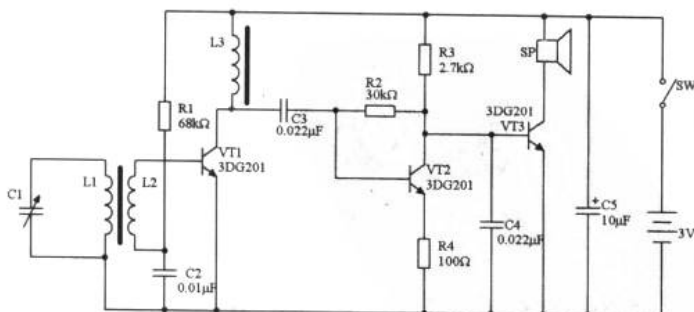 L3
R3
2.7kΩ
SP
R2
30kΩ
SW
R1
68kΩ
C3
0.022μF
3DG201
VT3
VT1
3DG201
VT2
3DG201
C1
L1
L2
C5
10μF
+
C4
0.022μF
3V
R4
100Ω
C2
0.01μF